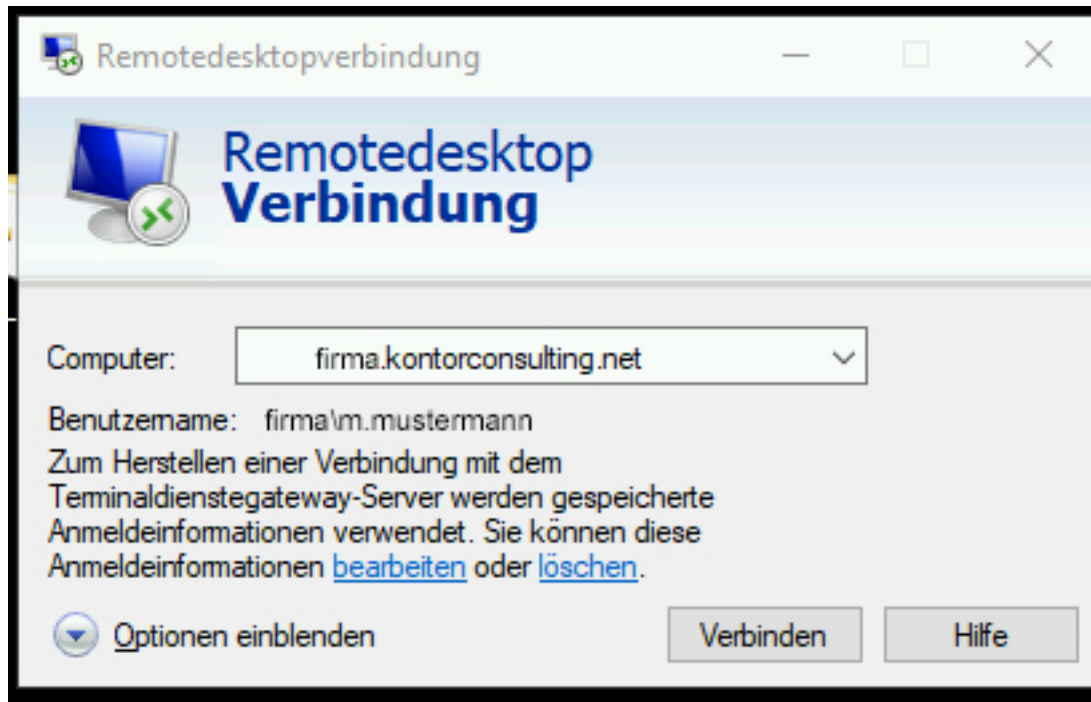 Remotedesktopverbindung
Remotedesktop
Verbindung
Computer: firma.kontorconsulting.net
Benutzername: firma\m.mustermann
Zum Herstellen einer Verbindung mit dem
Terminaldienstegateway-Server werden gespeicherte
Anmeldeinformationen verwendet. Sie können diese
Anmeldeinformationen bearbeiten oder löschen.
Optionen einblenden Verbinden Hilfe